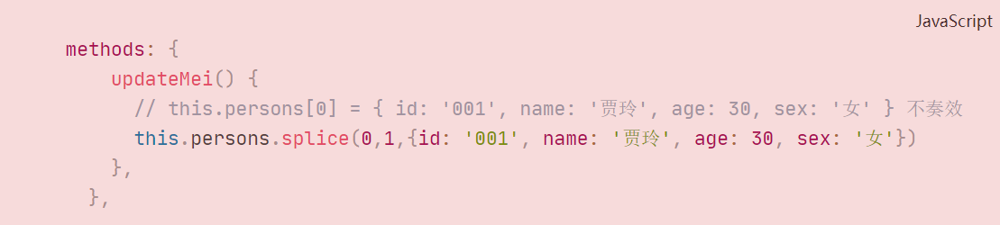 JavaScript
methods: {
updateMei() {
// this.persons[0] = { id: '001', name: '贾玲', age: 30, sex: '女' } 不奏效
this.persons.splice(0,1,{id: '001', name: '贾玲', age: 30, sex: '女'})
},
},